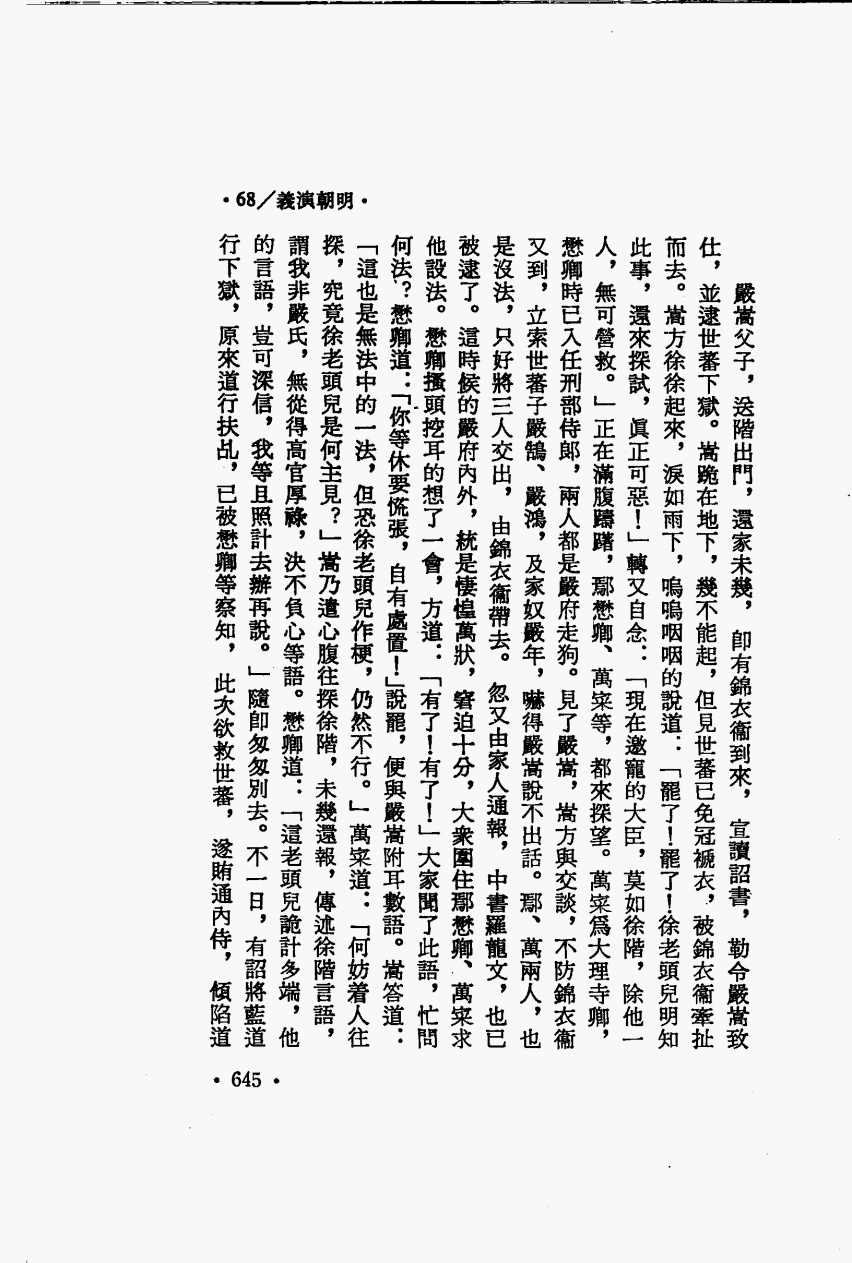 •68／義演朝明•
嚴嵩父子，送階出門，還家未幾，卽有錦衣衞到來，宣讀詔書，勒令嚴嵩致
仕，並逮世蕃下獄。嵩跪在地下，幾不能起，但見世蕃已免冠褫衣，被錦衣衞牽扯
而去。嵩方徐徐起來，淚如雨下，嗚嗚咽咽的說道：「罷了！罷了！徐老頭兒明知
此事，還來探試，眞正可惡！」轉又自念：「現在邀寵的大臣，莫如徐階，除他一
人，無可營救。」正在滿腹躊躇，鄢懋卿、萬寀等，都來探望。萬寀爲大理寺卿，
懋卿時已入任刑部侍郞，兩人都是嚴府走狗。見了嚴嵩，嵩方與交談，不防錦衣衞
又到，立索世蕃子嚴鵠、嚴鴻，及家奴嚴年，嚇得嚴嵩說不出話。鄢、萬兩人，也
是沒法，只好將三人交出，由錦衣衞帶去。忽又由家人通報，中書羅龍文，也已
被逮了。這時候的嚴府內外，統是悽惶萬狀，窘迫十分，大衆圍住鄢懋卿、萬寀求
他設法。懋卿搔頭挖耳的想了一會，方道：「有了！有了！」大家聞了此語，忙問
何法？懋卿道：「你等休要慌張，自有處置！」說罷，便與嚴嵩附耳數語。嵩答道：
「這也是無法中的一法，但恐徐老頭兒作梗，仍然不行。」萬寀道：「何妨着人往
探，究竟徐老頭兒是何主見？」嵩乃遣心腹往探徐階，未幾還報，傳述徐階言語，
謂我非嚴氏，無從得高官厚祿，決不負心等語。懋卿道：「這老頭兒詭計多端，他
的言語，豈可深信，我等且照計去辦再說。」隨卽匆匆別去。不一日，有詔將藍道
行下獄，原來道行扶乩，已被懋卿等察知，此次欲救世蕃，遂賄通內侍，傾陷道
•645•